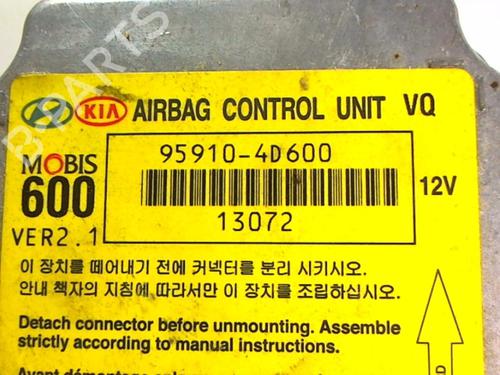 B-PARTS
KIA AIRBAG CONTROL UNIT VQ
MOBIS
95910-4D600
600
12V
13072
VER2.1
이 장치를 떼어내기 전에 커넥터를 분리 시키시오.
안내 책자의 지침에 따라서만 이 장치를 조립하십시오.
Detach connector before unmounting. Assemble
strictly according to manual instructions.
Avant démontage
D